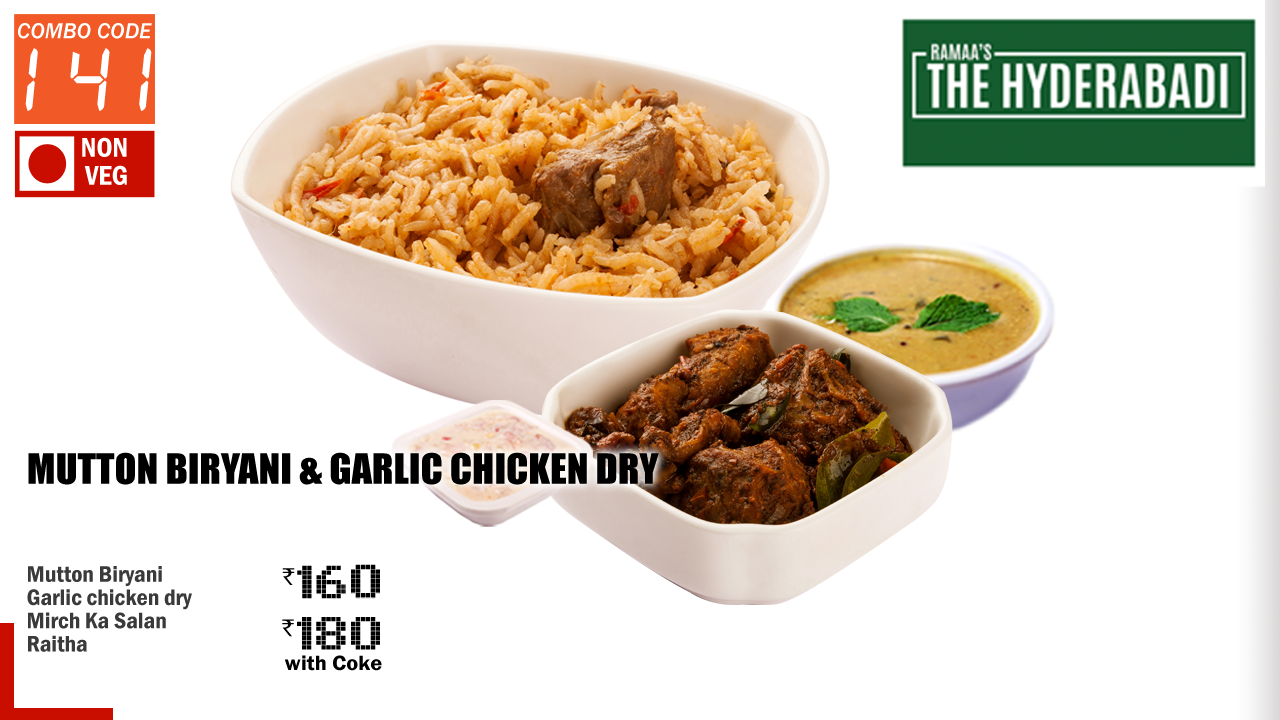 COMBO CODE
141
NON
VEG
RAMAA'S
THE HYDERABADI
MUTTON BIRYANI & GARLIC CHICKEN DRY
Mutton Biryani
Garlic chicken dry
Mirch Ka Salan
Raitha
₹160
₹180
with Coke